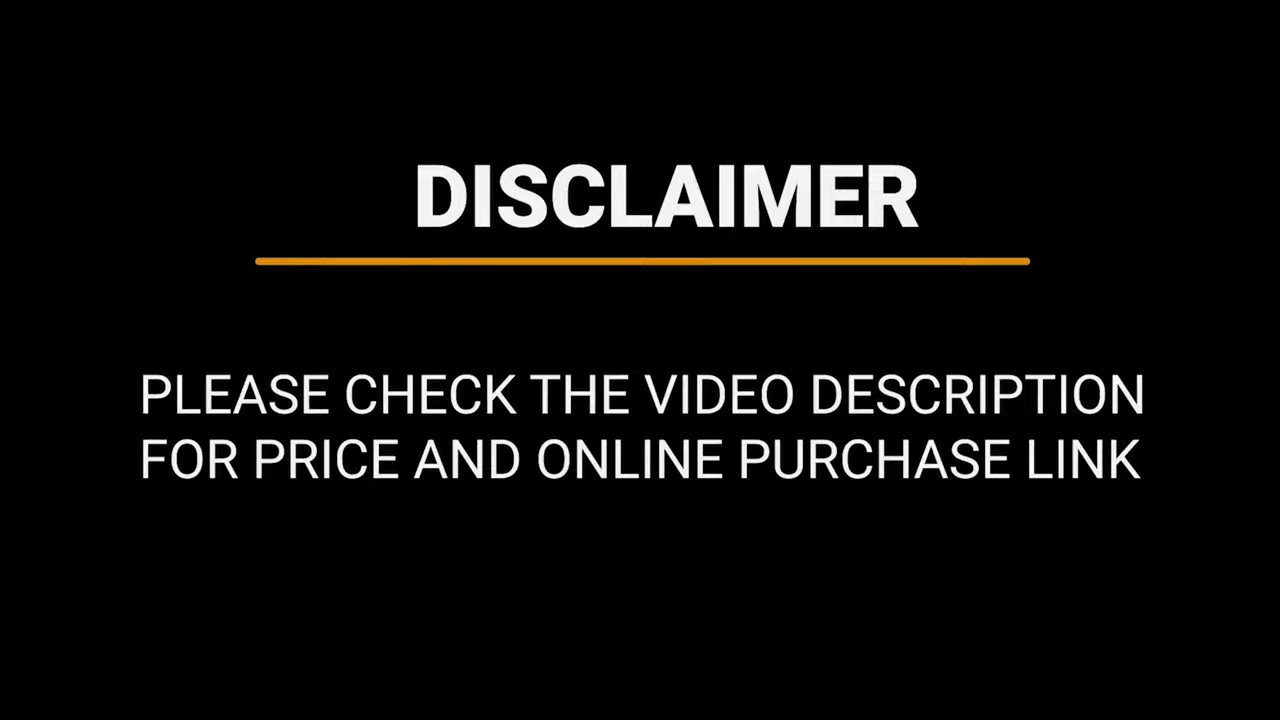 DISCLAIMER
PLEASE CHECK THE VIDEO DESCRIPTION
FOR PRICE AND ONLINE PURCHASE LINK